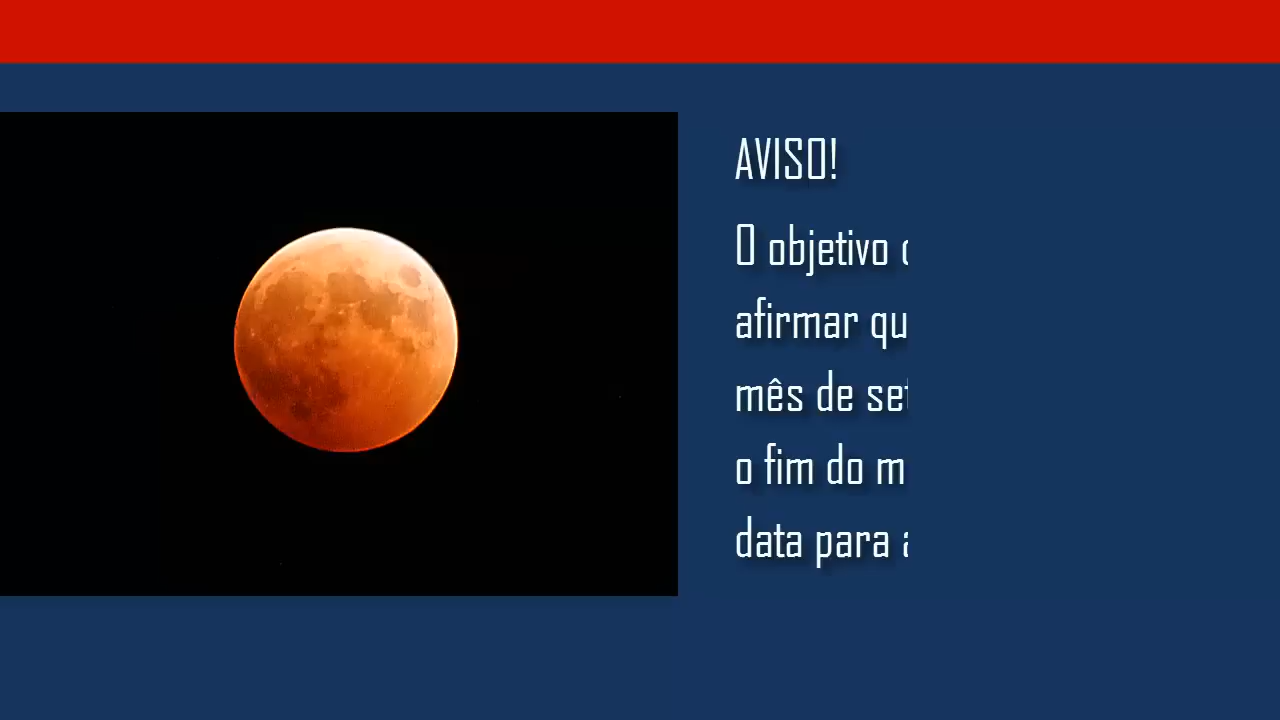 AVISO!
O objetivo
afirmar
mês de
o fim do
data para